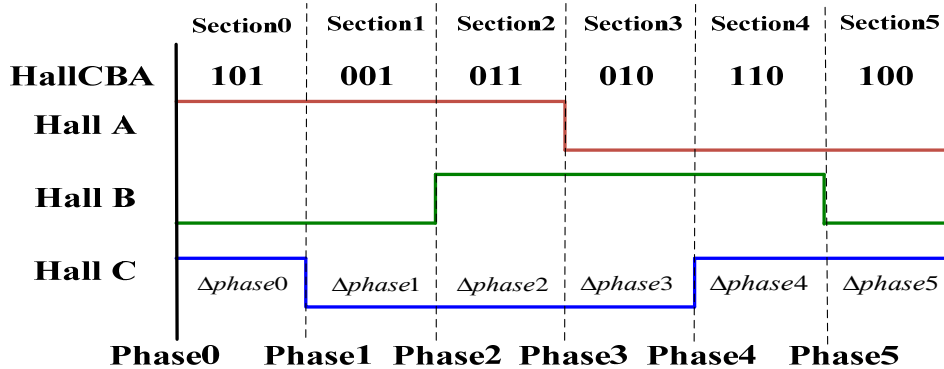 Section0 Section1 Section2 Section3 Section4 Section5
HallCBA 101 001 011 010 110 100
Hall A
Hall B
Hall C
Δphase0 Δphase1 Δphase2 Δphase3 Δphase4 Δphase5
Phase0 Phase1 Phase2 Phase3 Phase4 Phase5